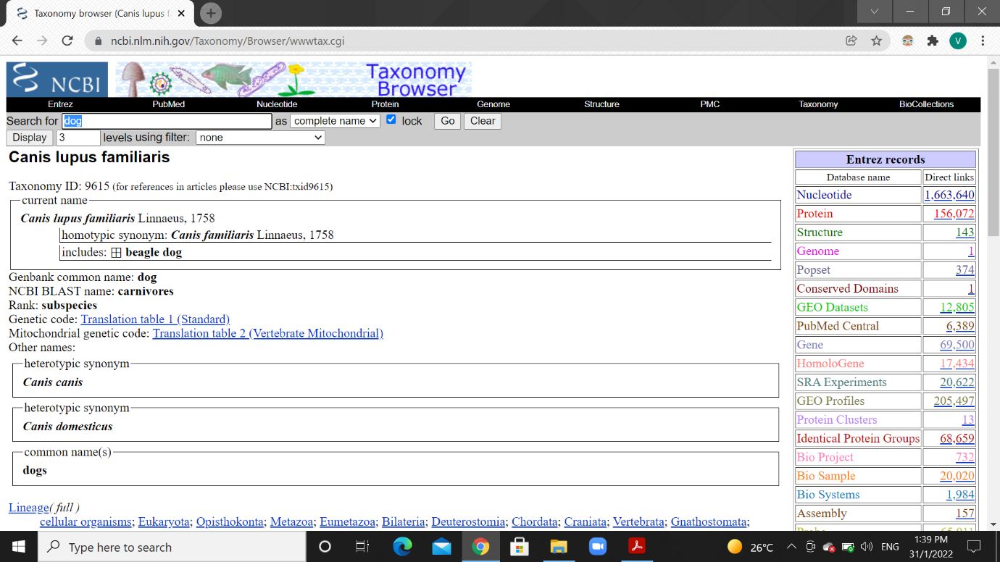 Taxonomy browser (Canis lupus f
ncbi.nlm.nih.gov/Taxonomy/Browser/wwwtax.cgi
V
NCBI
Taxonomy
Browser
Entrez PubMed Nucleotide Protein Genome Structure PMC Taxonomy BioCollections
Search for dog as complete name lock Go Clear
Display 3 levels using filter: none
Canis lupus familiaris
Taxonomy ID: 9615 (for references in articles please use NCBI:txid9615)
current name
Canis lupus familiaris Linnaeus, 1758
homotypic synonym: Canis familiaris Linnaeus, 1758
includes: beagle dog
Genbank common name: dog
NCBI BLAST name: carnivores
Rank: subspecies
Genetic code: Translation table 1 (Standard)
Mitochondrial genetic code: Translation table 2 (Vertebrate Mitochondrial)
Other names:
heterotypic synonym
Canis canis
heterotypic synonym
Canis domesticus
common name(s)
dogs
Lineage( full )
cellular organisms; Eukaryota; Opisthokonta; Metazoa; Eumetazoa; Bilateria; Deuterostomia; Chordata; Craniata; Vertebrata; Gnathostomata;
Entrez records
Database name Direct links
Nucleotide 1,663,640
Protein 156,072
Structure 143
Genome 1
Popset 374
Conserved Domains 1
GEO Datasets 12,805
PubMed Central 6,389
Gene 69,500
HomoloGene 17,434
SRA Experiments 20,622
GEO Profiles 205,497
Protein Clusters 13
Identical Protein Groups 68,659
Bio Project 732
Bio Sample 20,020
Bio Systems 1,984
Assembly 157
Type here to search
26°C
ENG
1:39 PM
31/1/2022